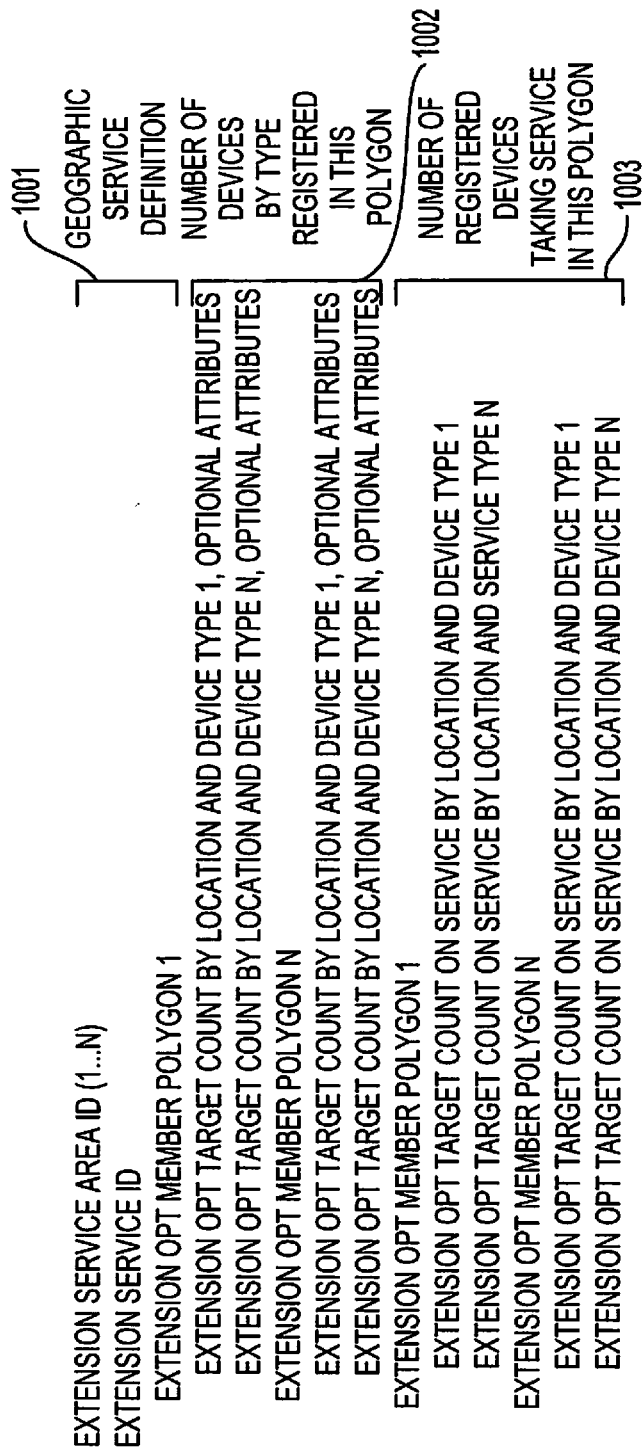 EXTENSION SERVICE AREA ID (1...N)
EXTENSION SERVICE ID
EXTENSION OPT MEMBER POLYGON 1
EXTENSION OPT TARGET COUNT BY LOCATION AND DEVICE TYPE 1, OPTIONAL ATTRIBUTES
EXTENSION OPT TARGET COUNT BY LOCATION AND DEVICE TYPE N, OPTIONAL ATTRIBUTES
EXTENSION OPT MEMBER POLYGON N
EXTENSION OPT TARGET COUNT BY LOCATION AND DEVICE TYPE 1, OPTIONAL ATTRIBUTES
EXTENSION OPT TARGET COUNT BY LOCATION AND DEVICE TYPE N, OPTIONAL ATTRIBUTES
EXTENSION OPT MEMBER POLYGON 1
EXTENSION OPT TARGET COUNT ON SERVICE BY LOCATION AND DEVICE TYPE 1
EXTENSION OPT TARGET COUNT ON SERVICE BY LOCATION AND SERVICE TYPE N
EXTENSION OPT MEMBER POLYGON N
EXTENSION OPT TARGET COUNT ON SERVICE BY LOCATION AND DEVICE TYPE 1
EXTENSION OPT TARGET COUNT ON SERVICE BY LOCATION AND DEVICE TYPE N
1001
GEOGRAPHIC
SERVICE
DEFINITION
NUMBER OF
DEVICES
BY TYPE
REGISTERED
IN THIS
POLYGON
1002
NUMBER OF
REGISTERED
DEVICES
TAKING SERVICE
IN THIS POLYGON
1003